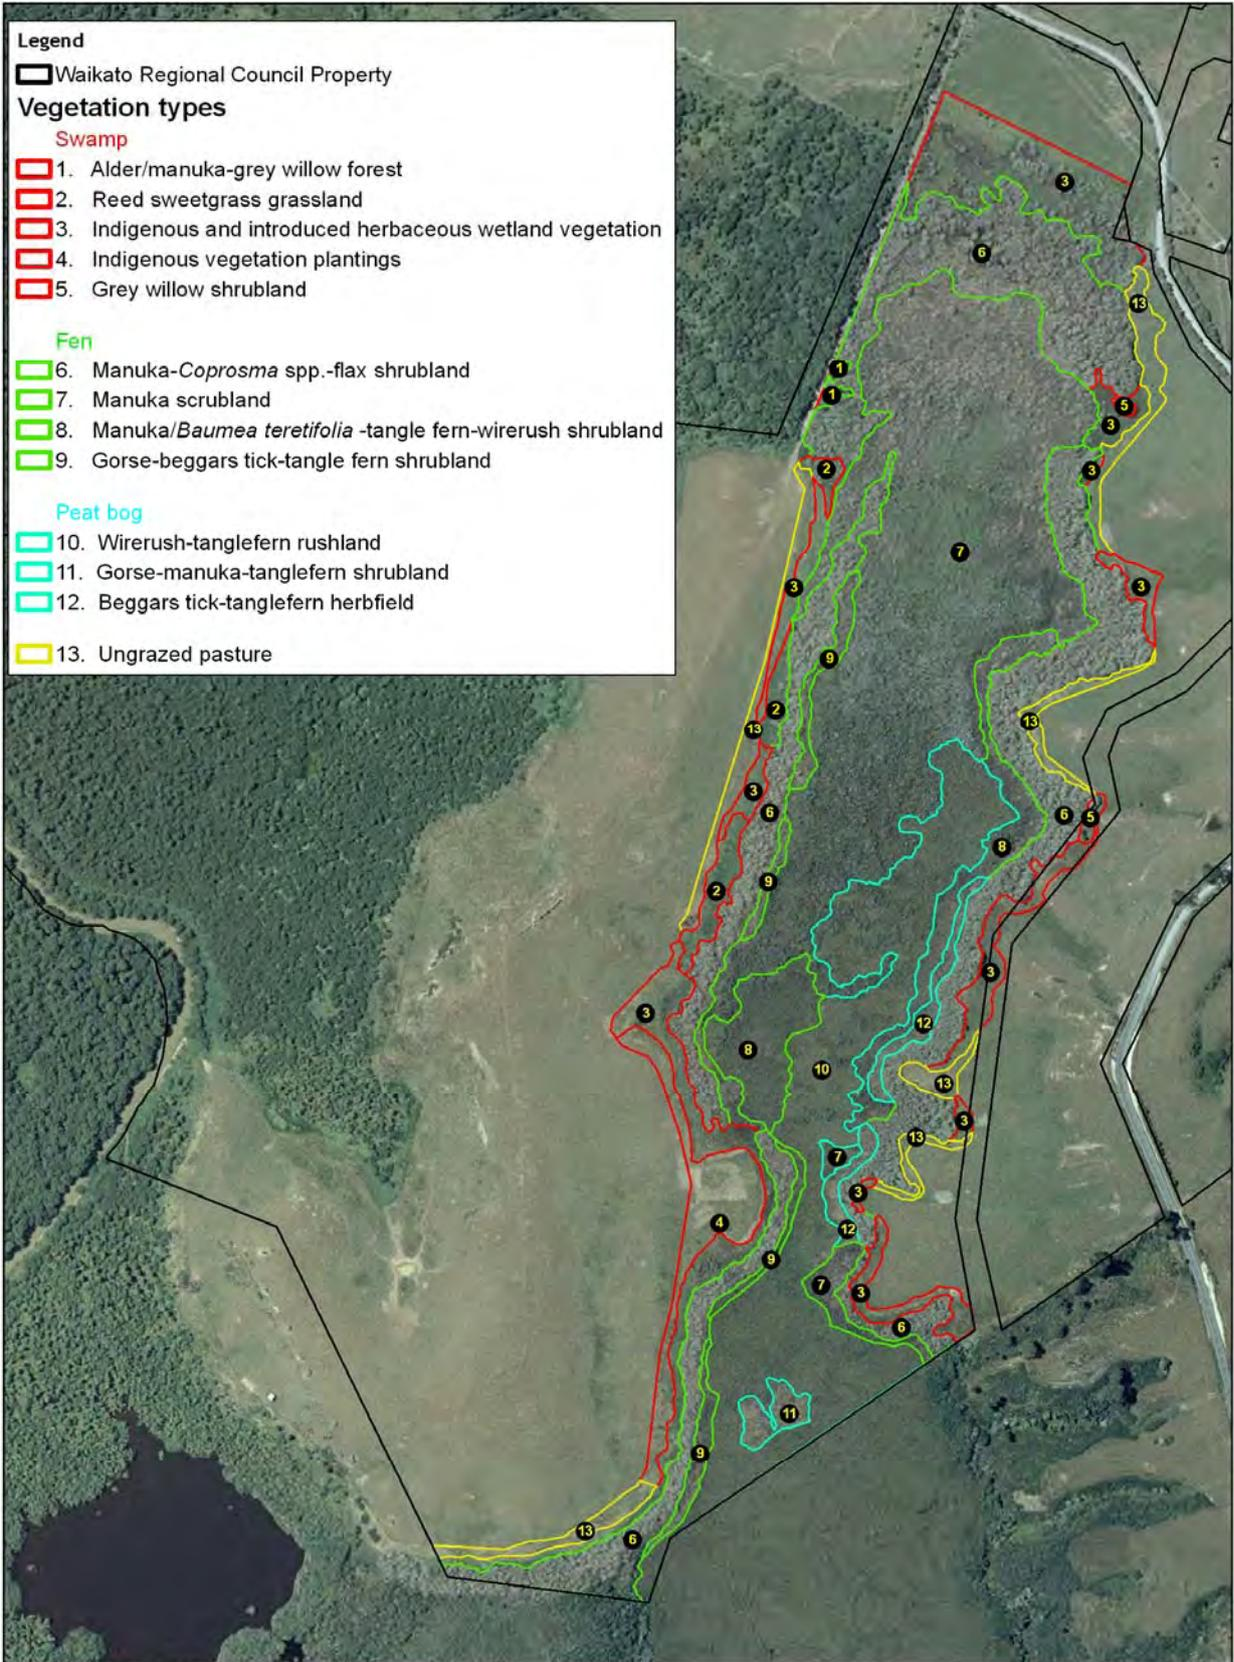 Legend
Waikato Regional Council Property
Vegetation types
Swamp
1. Alder/manuka-grey willow forest
2. Reed sweetgrass grassland
3. Indigenous and introduced herbaceous wetland vegetation
4. Indigenous vegetation plantings
5. Grey willow shrubland
Fen
6. Manuka-Coprosma spp.-flax shrubland
7. Manuka scrubland
8. Manuka/Baumea teretifolia -tangle fern-wirerush shrubland
9. Gorse-beggars tick-tangle fern shrubland
Peat bog
10. Wirerush-tanglefern rushland
11. Gorse-manuka-tanglefern shrubland
12. Beggars tick-tanglefern herbfield
13. Ungrazed pasture
3
6
13
1
1
5
3
2
3
7
3
3
9
2
13
13
3
6
6
5
8
2
9
3
3
12
8
10
13
3
13
7
3
4
12
9
7
3
6
11
9
13
6